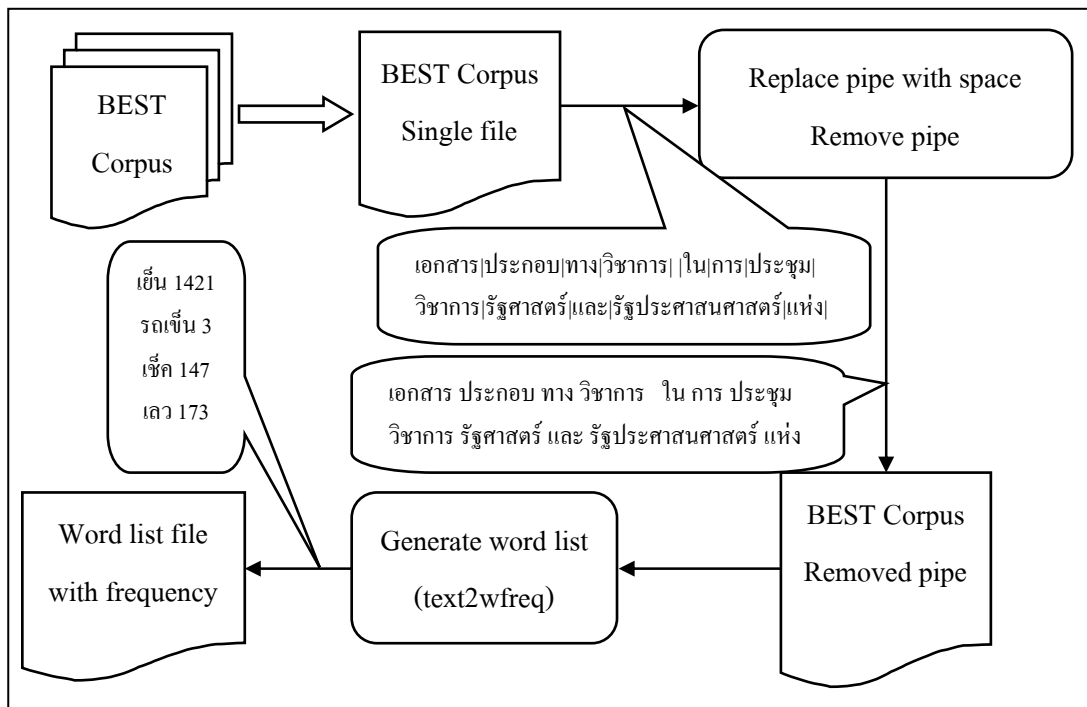 BEST
Corpus
BEST Corpus
Single file
Replace pipe with space
Remove pipe
เอกสาร|ประกอบ|ทาง|วิชาการ| |ใน|การ|ประชุม|
วิชาการ|รัฐศาสตร์|และ|รัฐประศาสนศาสตร์|แห่ง|
เย็น 1421
รถเข็น 3
เช็ค 147
เลว 173
เอกสาร ประกอบ ทาง วิชาการ   ใน การ ประชุม
วิชาการ รัฐศาสตร์ และ รัฐประศาสนศาสตร์ แห่ง
BEST Corpus
Removed pipe
Generate word list
(text2wfreq)
Word list file
with frequency